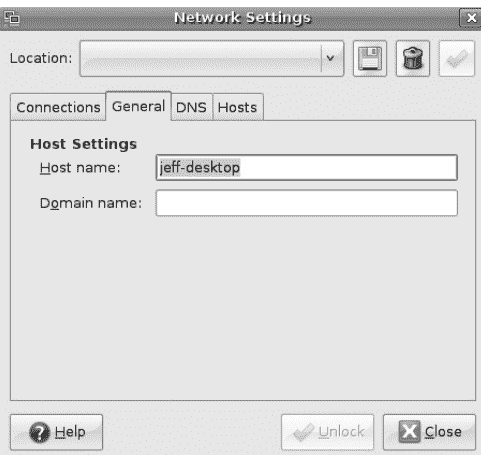 Network Settings
Location:
Connections General DNS Hosts
Host Settings
Host name: jeff-desktop
Domain name:
Help Unlock Close